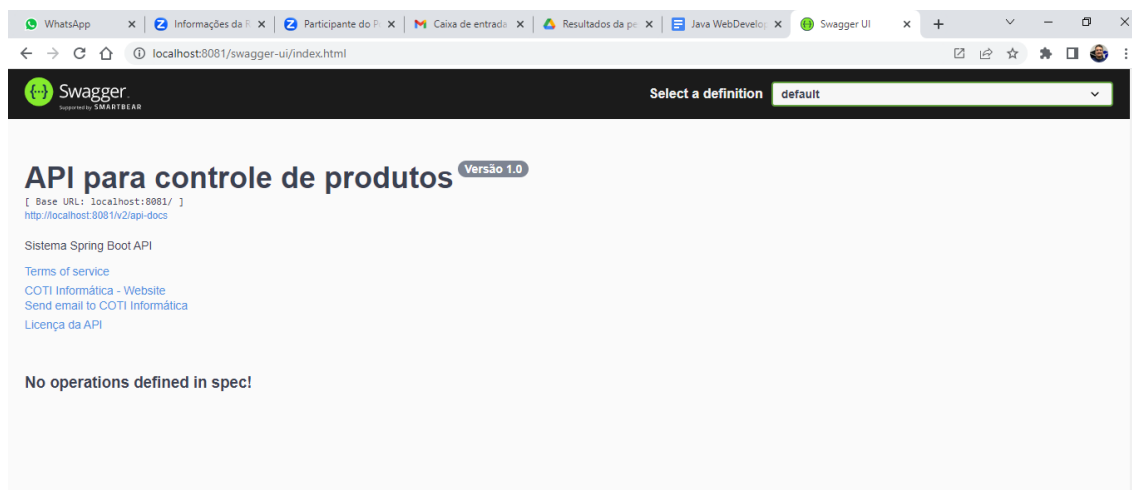 WhatsApp
Informações da R
Participante do P
Caixa de entrada
Resultados da pe
Java WebDevelop
Swagger UI
localhost:8081/swagger-ui/index.html
Swagger.
Supported by SMARTBEAR
Select a definition
default
API para controle de produtos Versão 1.0
[ Base URL: localhost:8081/ ]
http://localhost:8081/v2/api-docs
Sistema Spring Boot API
Terms of service
COTI Informática - Website
Send email to COTI Informática
Licença da API
No operations defined in spec!